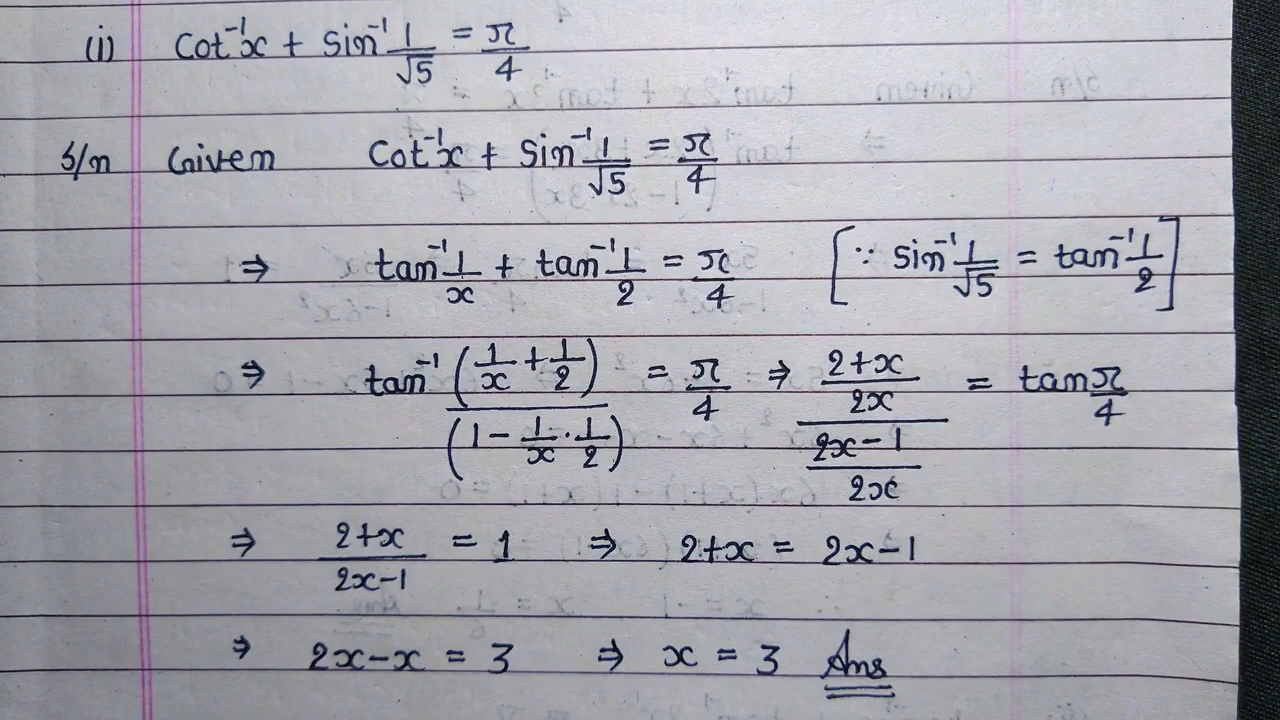 (i) Cot⁻¹x + Sin⁻¹ 1/√5 = π/4
S/n Given Cot⁻¹x + Sin⁻¹ 1/√5 = π/4
⇒ tan⁻¹ 1/x + tan⁻¹ 1/2 = π/4 [∵ Sin⁻¹ 1/√5 = tan⁻¹ 1/2]
⇒ tan⁻¹ (1/x + 1/2)/(1 - 1/x · 1/2) = π/4 ⇒ ((2+x)/2x)/((2x-1)/2x) = tan π/4
⇒ (2+x)/(2x-1) = 1 ⇒ 2+x = 2x-1
⇒ 2x-x = 3 ⇒ x = 3 Ans